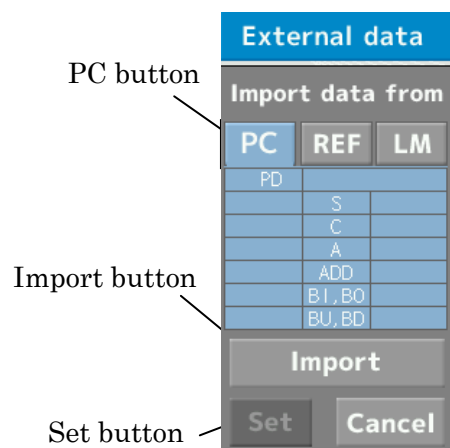 External data
PC button
Import data from
PC REF LM
PD
S
C
A
Import button
ADD
BI,BO
BU,BD
Import
Set button
Set Cancel